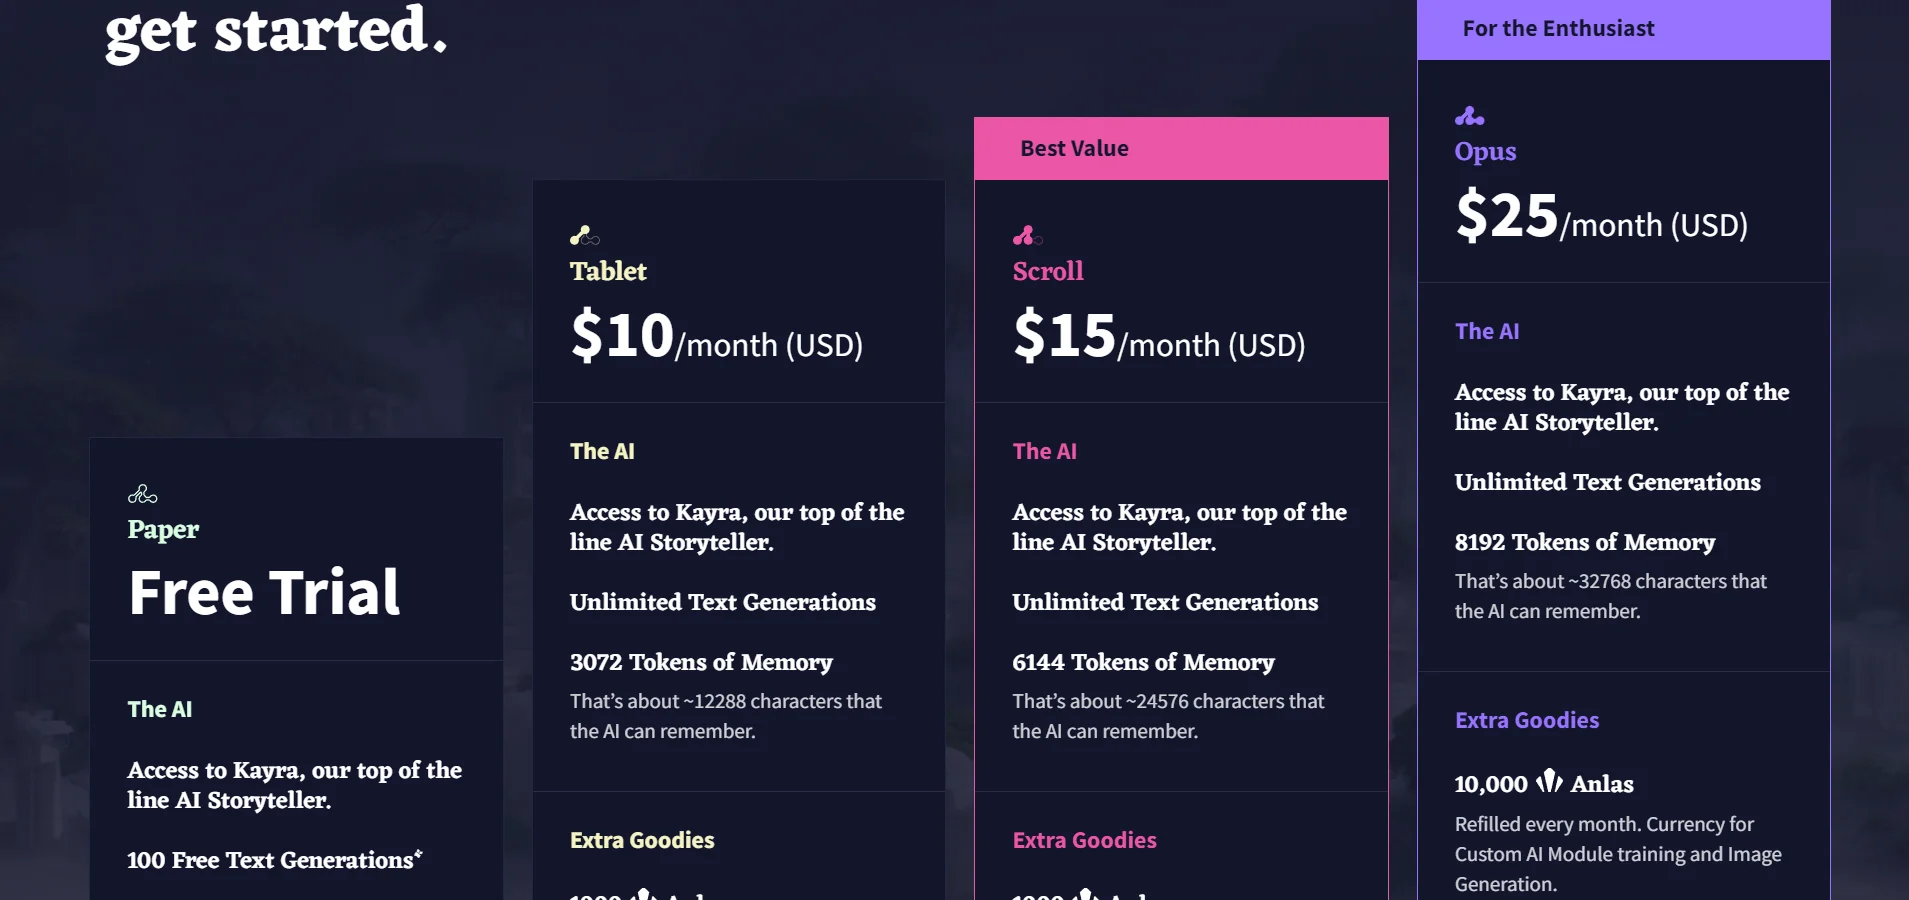 get started.
Paper
Free Trial
The AI
Access to Kayra, our top of the
line AI Storyteller.
100 Free Text Generations*
Tablet
$10/month (USD)
The AI
Access to Kayra, our top of the
line AI Storyteller.
Unlimited Text Generations
3072 Tokens of Memory
That’s about ~12288 characters that
the AI can remember.
Extra Goodies
Best Value
Scroll
$15/month (USD)
The AI
Access to Kayra, our top of the
line AI Storyteller.
Unlimited Text Generations
6144 Tokens of Memory
That’s about ~24576 characters that
the AI can remember.
Extra Goodies
For the Enthusiast
Opus
$25/month (USD)
The AI
Access to Kayra, our top of the
line AI Storyteller.
Unlimited Text Generations
8192 Tokens of Memory
That’s about ~32768 characters that
the AI can remember.
Extra Goodies
10,000 Anlas
Refilled every month. Currency for
Custom AI Module training and Image
Generation.